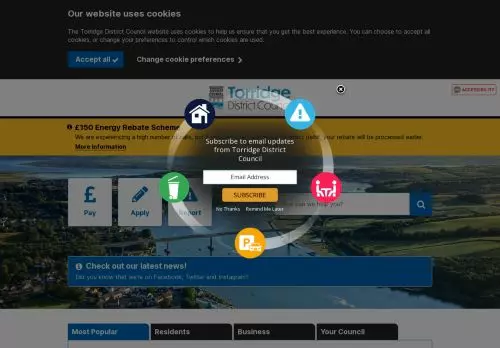 Our website uses cookies
The Torridge District Council website uses cookies to help us ensure that you get the best experience. You can choose to accept all
cookies, or change your preferences to control which cookies are used.
Accept all
Change cookie preferences
Torridge
District Council
ACCESSIBILITY
£150 Energy Rebate Scheme
We are experiencing a high number of calls, your rebate will be processed
More information
Subscribe to email updates
from Torridge District
Council
Email Address
SUBSCRIBE
No Thanks Remind Me Later
Pay
Apply
Report
we help you?
Check out our latest news!
Did you know that we're on Facebook, Twitter and Instagram?
Most Popular
Residents
Business
Your Council